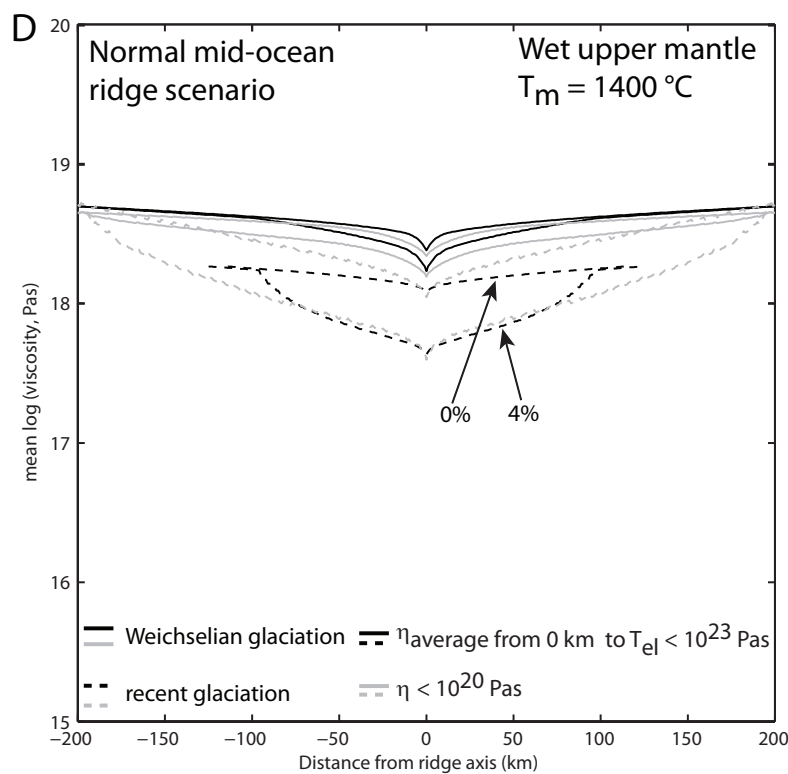 D
Normal mid-ocean
ridge scenario
Wet upper mantle
Tm = 1400 °C
20
19
18
17
16
15
mean log (viscosity, Pas)
0%
4%
Weichselian glaciation
ηaverage from 0 km to Tel < 10^23 Pas
recent glaciation
η < 10^20 Pas
−200 −150 −100 −50 0 50 100 150 200
Distance from ridge axis (km)